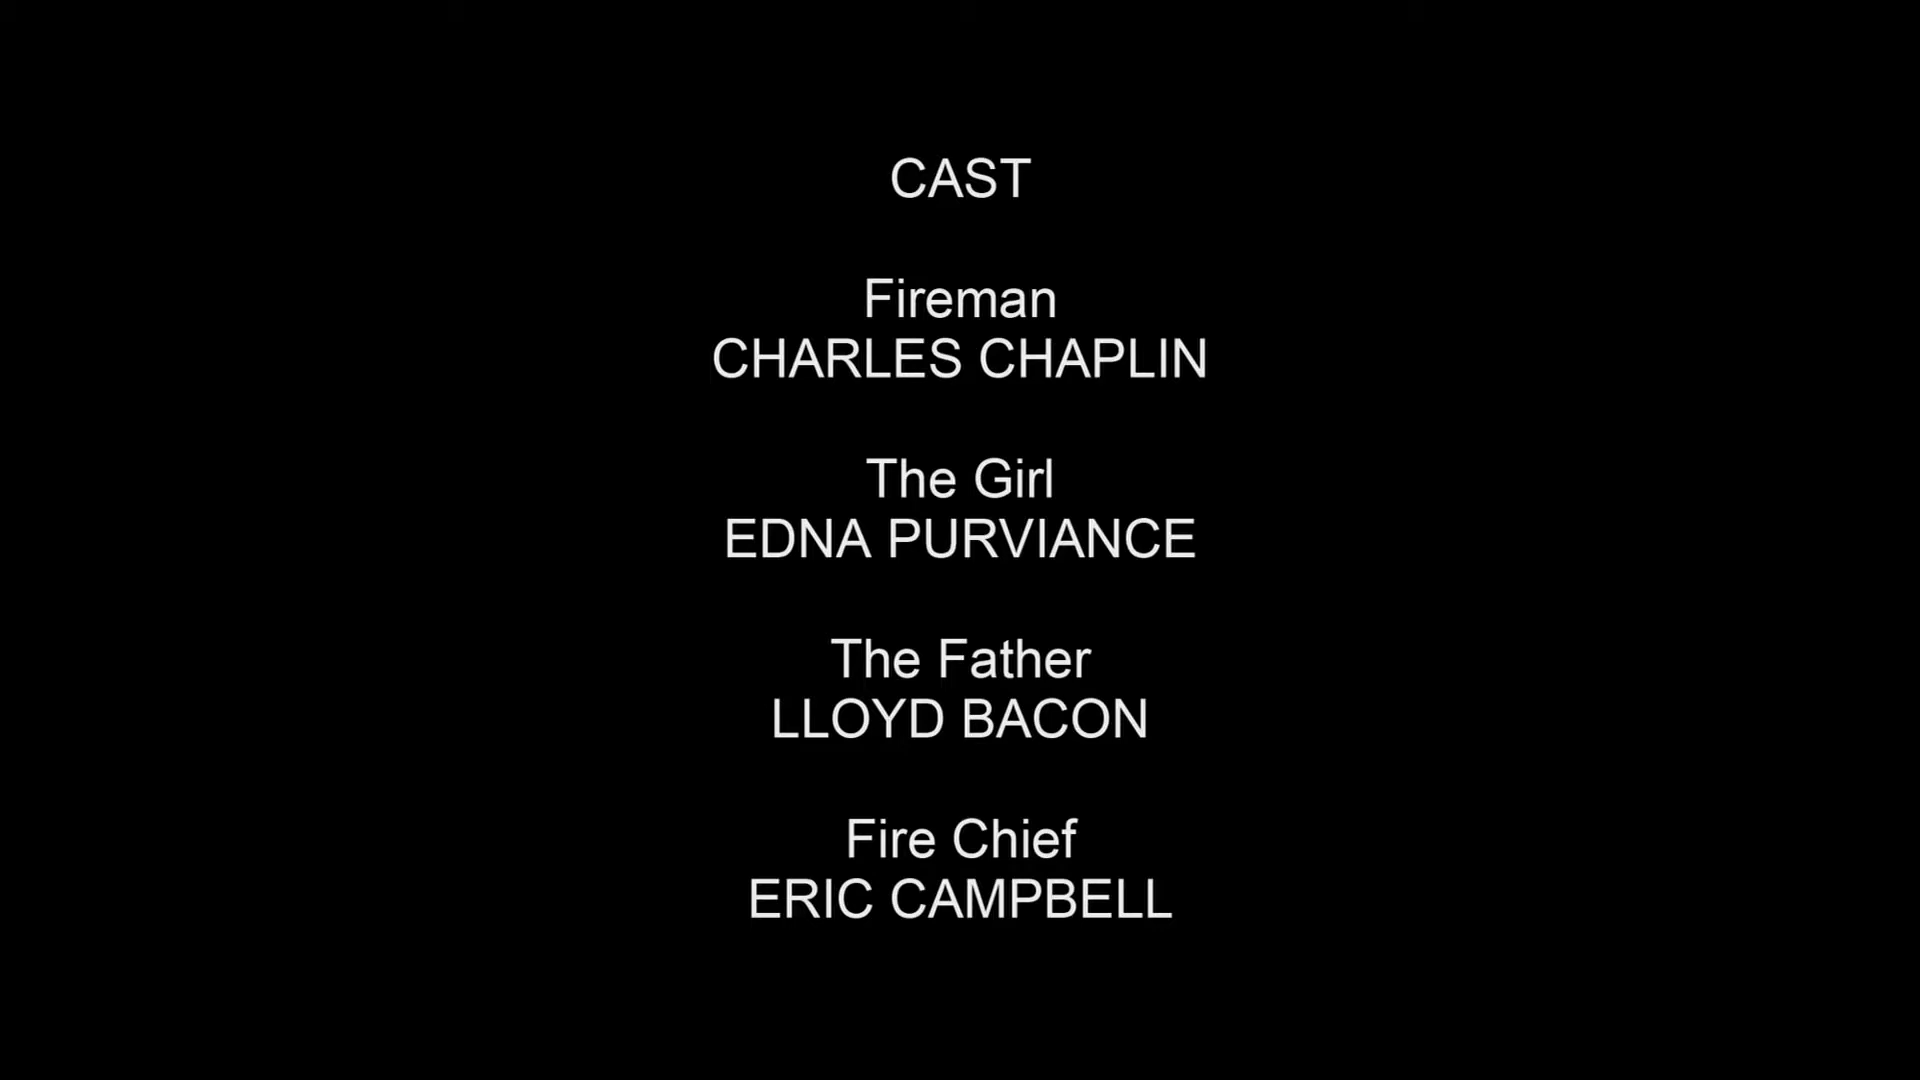 CAST
Fireman
CHARLES CHAPLIN
The Girl
EDNA PURVIANCE
The Father
LLOYD BACON
Fire Chief
ERIC CAMPBELL